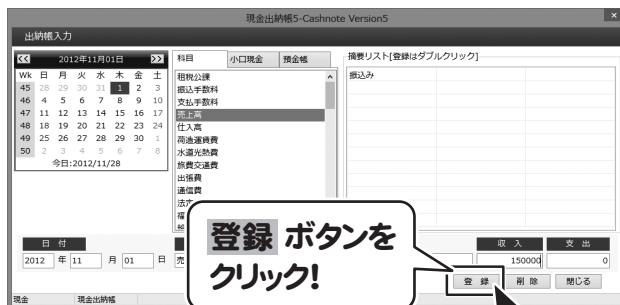 現金出納帳5-Cashnote Version5
出納帳入力
2012年11月01日
Wk 日 月 火 水 木 金 土
45 28 29 30 31 1 2 3
46 4 5 6 7 8 9 10
47 11 12 13 14 15 16 17
48 18 19 20 21 22 23 24
49 25 26 27 28 29 30 1
50 2 3 4 5 6 7 8
今日:2012/11/28
科目 小口現金 預金帳
租税公課
振込手数料
支払手数料
売上高
仕入高
荷造運賃費
水道光熱費
旅費交通費
出張費
通信費
摘要リスト[登録はダブルクリック]
振込み
登録 ボタンを
クリック!
日 付
2012 年 11 月 01 日
収 入 支 出
150000 0
登 録 削 除 閉じる
現金 現金出納帳